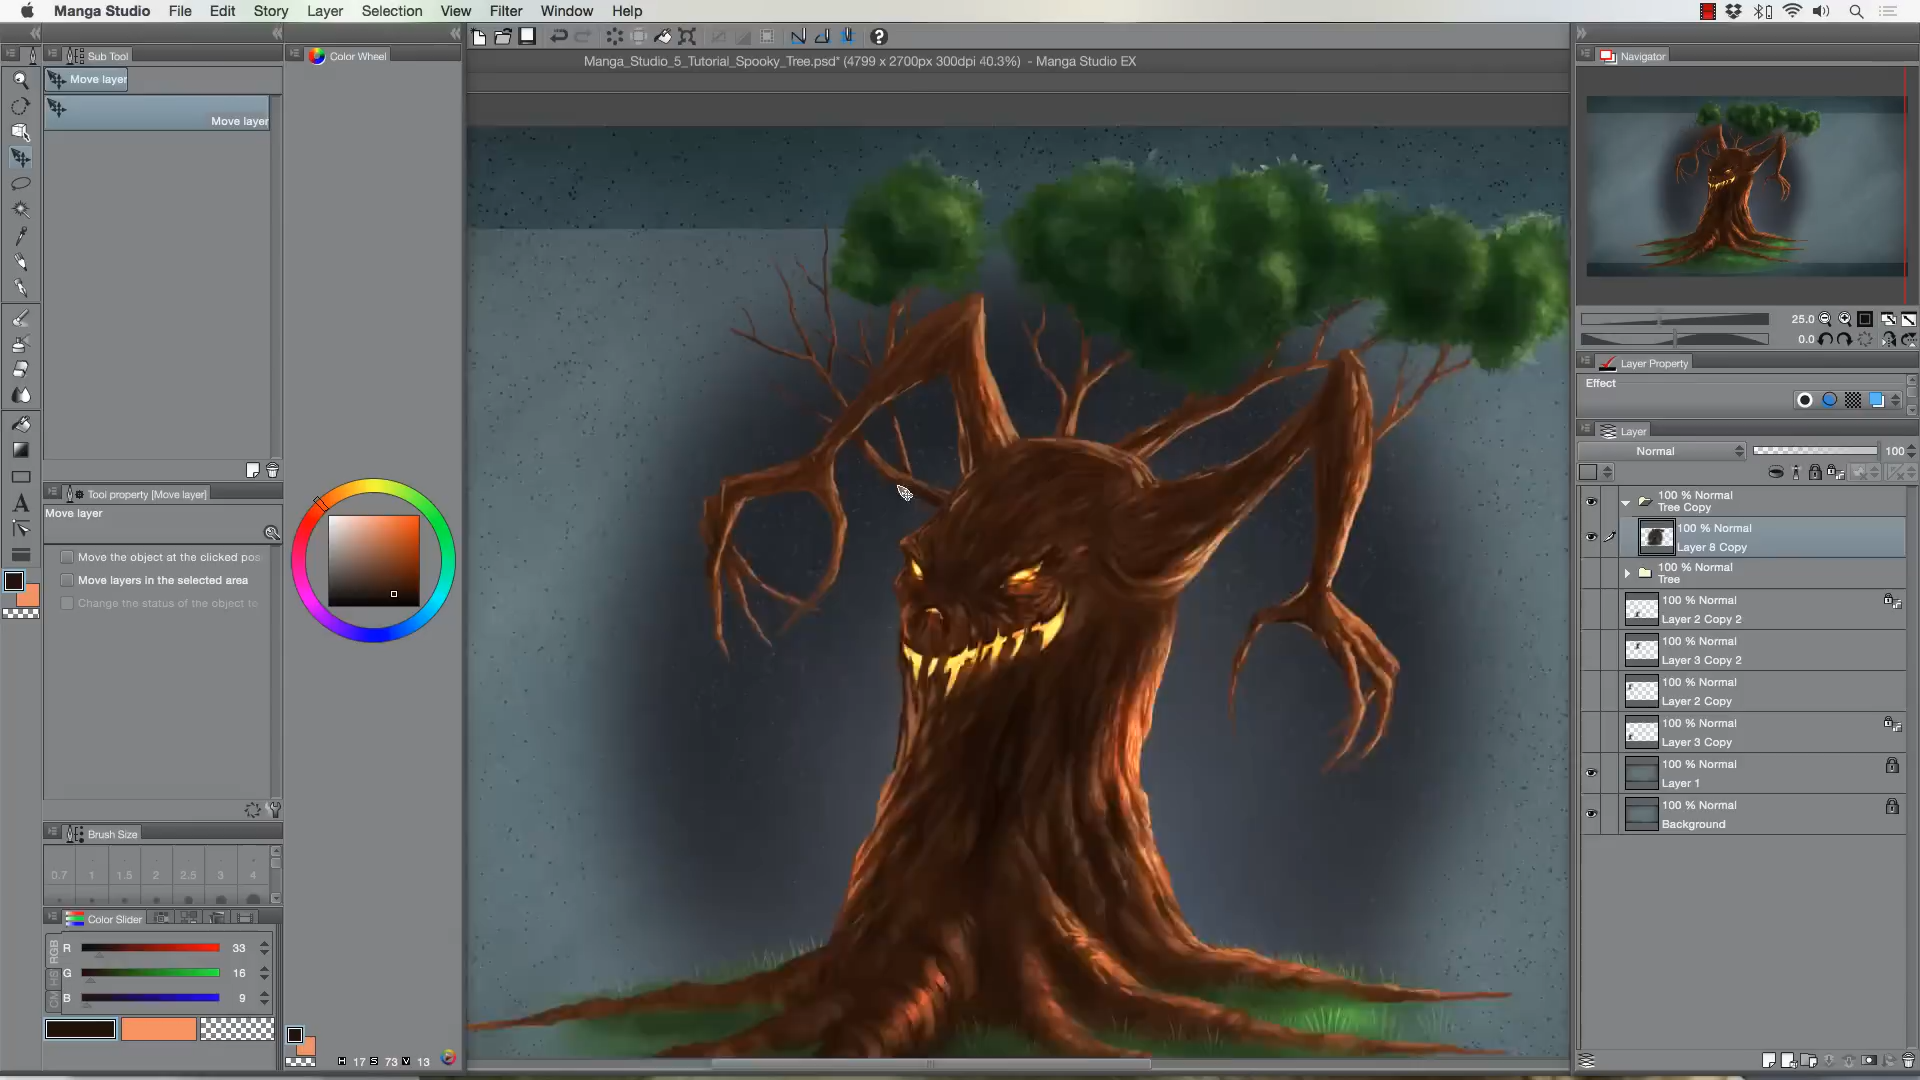 Manga Studio File Edit Story Layer Selection View Filter Window Help
Sub Tool
Color Wheel
Move layer
Move layer
Manga_Studio_5_Tutorial_Spooky_Tree.psd* (4799 x 2700px 300dpi 40.3%) - Manga Studio EX
Navigator
25.0
0.0
Layer Property
Effect
Layer
Normal
100
100 % Normal
Tree Copy
100 % Normal
Layer 8 Copy
100 % Normal
Tree
100 % Normal
Layer 2 Copy 2
100 % Normal
Layer 3 Copy 2
100 % Normal
Layer 2 Copy
100 % Normal
Layer 3 Copy
100 % Normal
Layer 1
100 % Normal
Background
Tool property [Move layer]
Move layer
Move the object at the clicked pos
Move layers in the selected area
Change the status of the object to
Brush Size
0.7 1 1.5 2 2.5 3 4
Color Slider
RGB
R 33
G 16
B 9
H 17 S 73 V 13